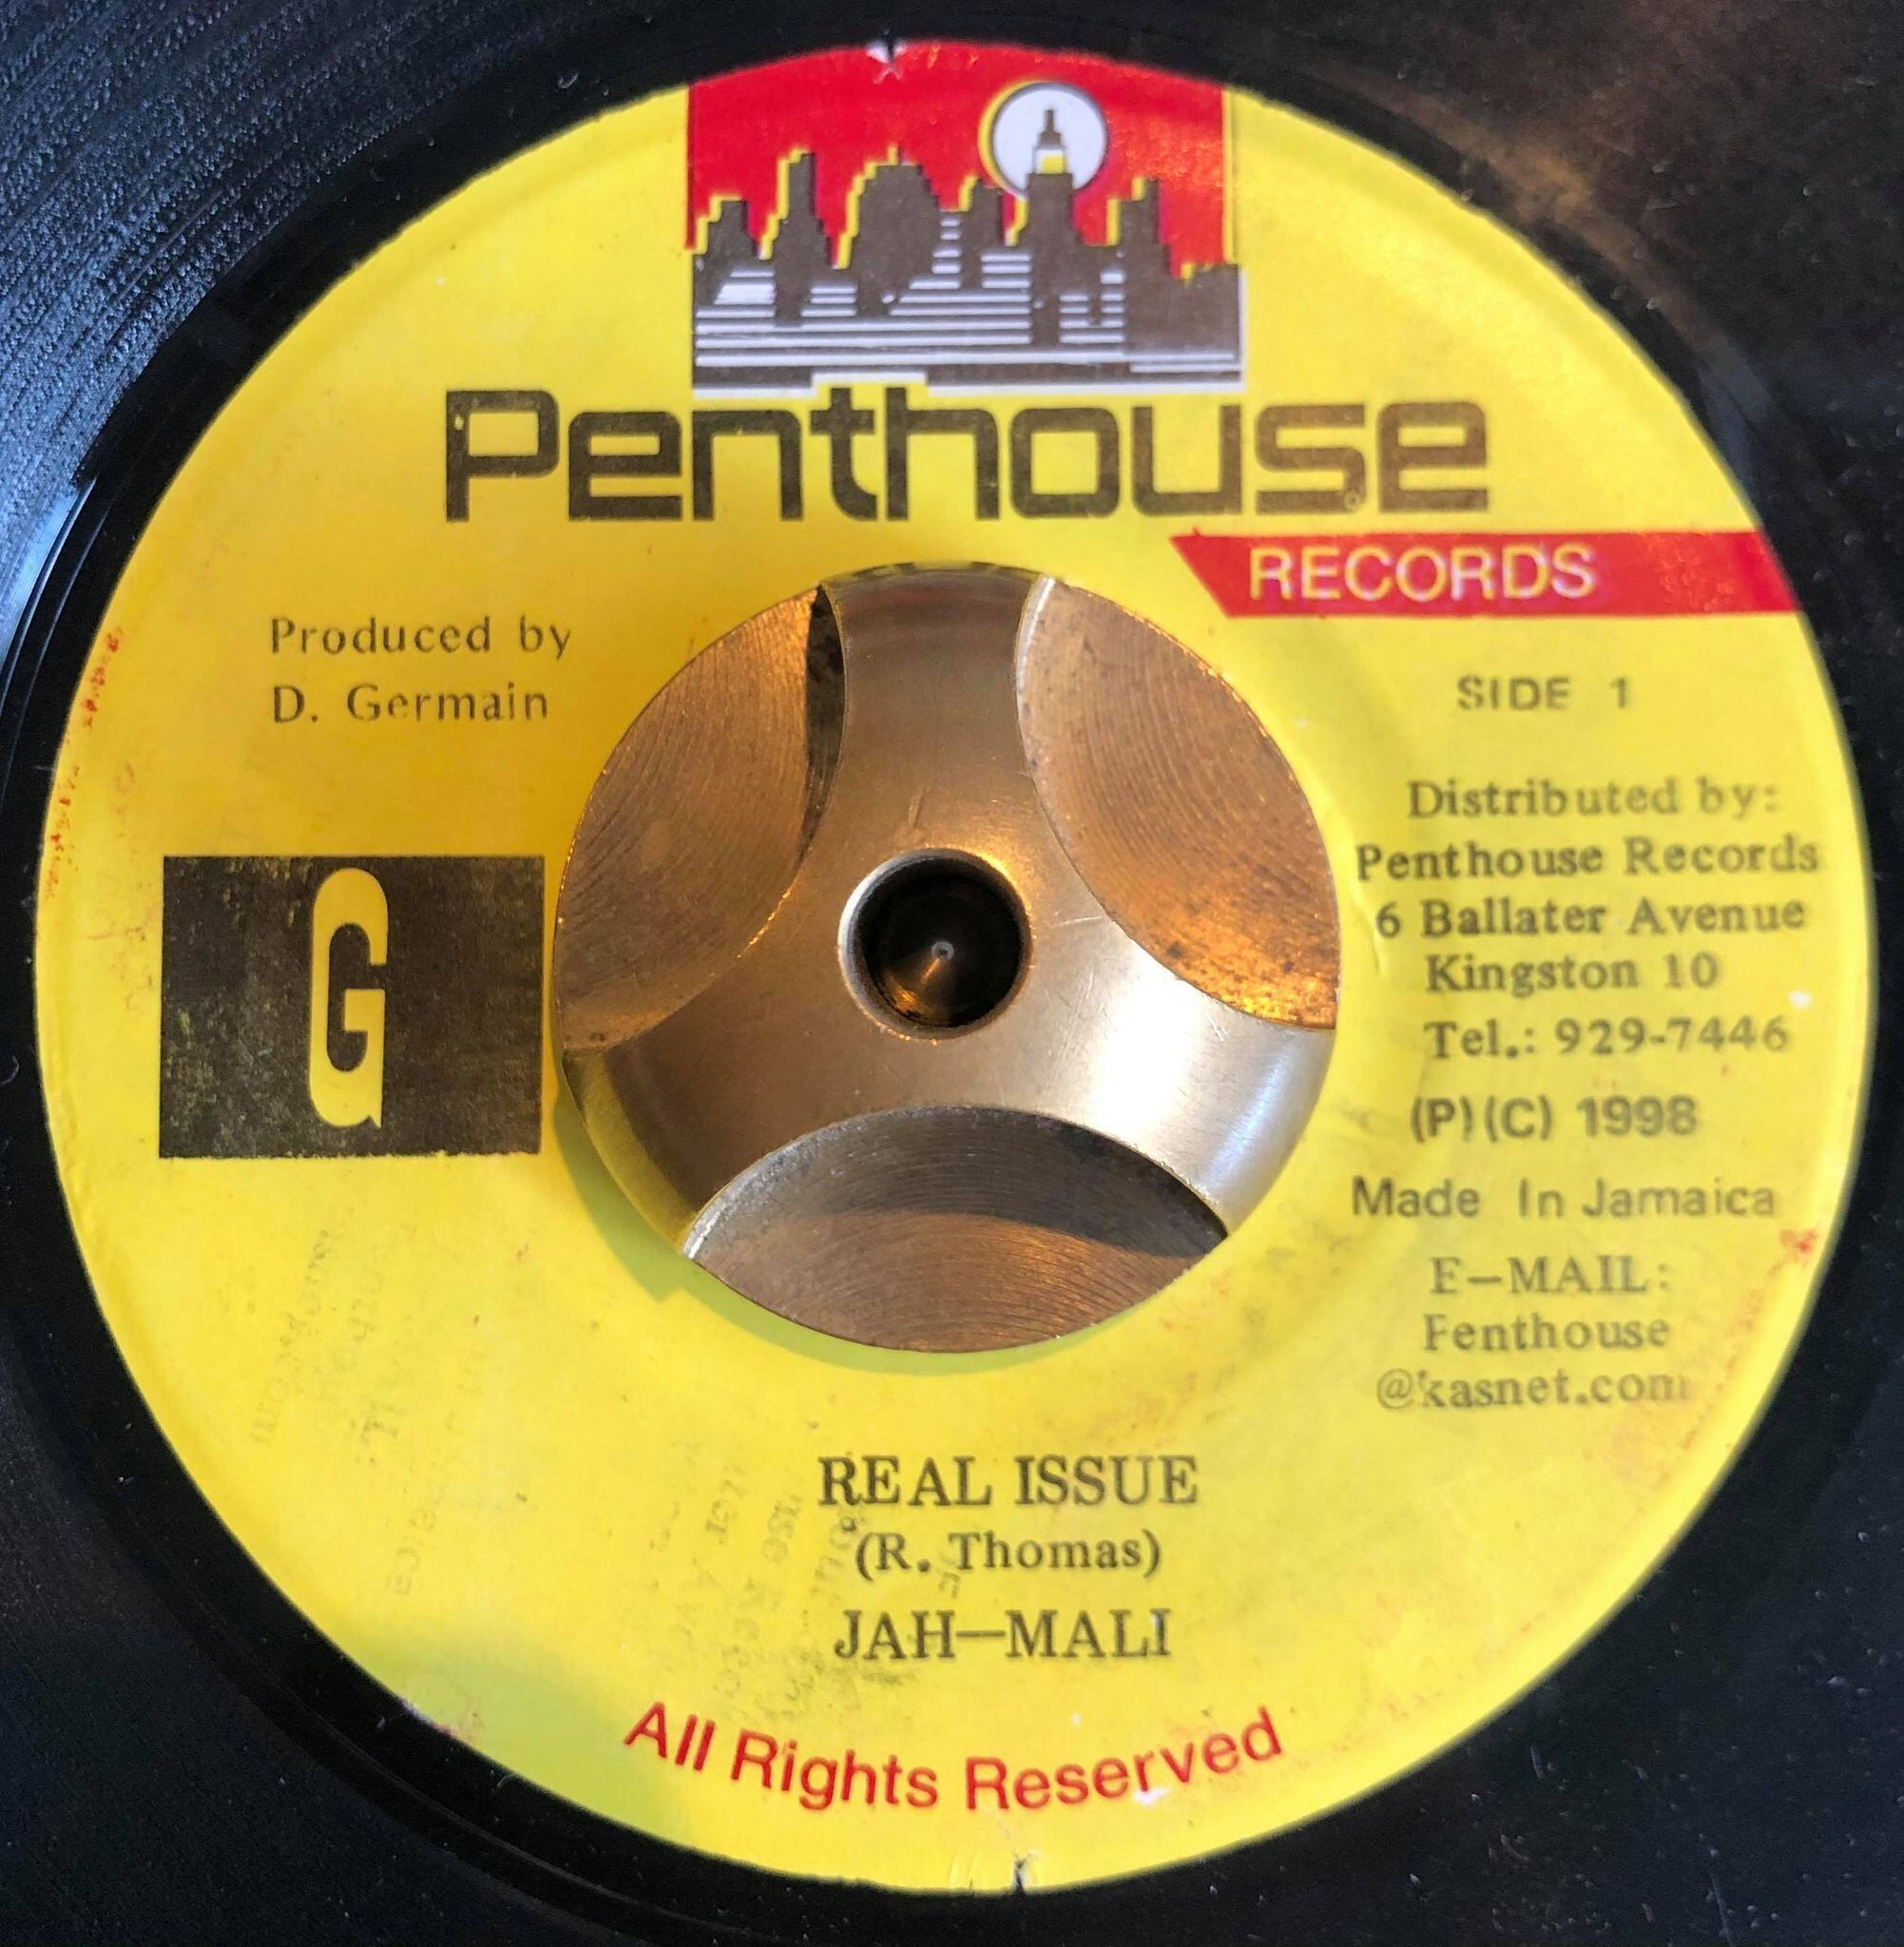 Penthouse
RECORDS
Produced by
D. Germain
G
SIDE 1
Distributed by:
Penthouse Records
6 Ballater Avenue
Kingston 10
Tel.: 929-7446
(P)(C) 1998
Made In Jamaica
E-MAIL:
Penthouse
@kasnet.com
REAL ISSUE
(R. Thomas)
JAH-MALI
All Rights Reserved